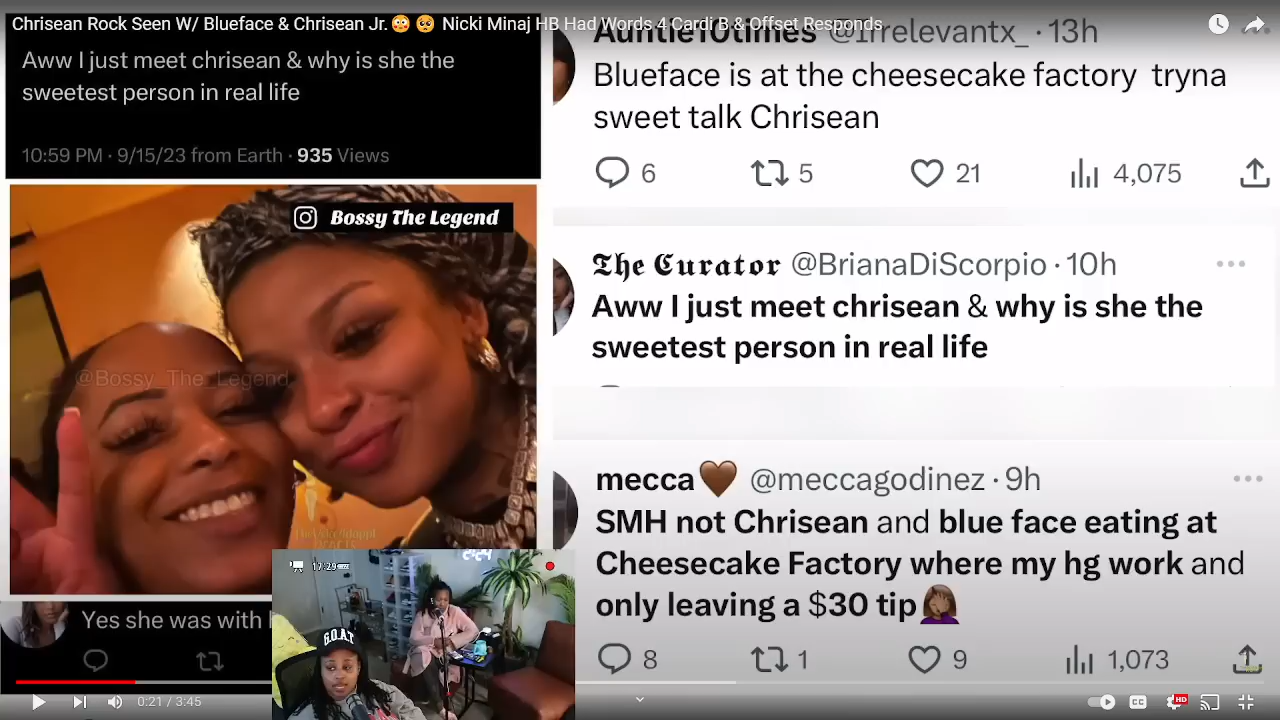 Chrisean Rock Seen W/ Blueface & Chrisean Jr.😳🥺 Nicki Minaj HB Had Words 4 Cardi B & Offset Responds
Aww I just meet chrisean & why is she the
sweetest person in real life
10:59 PM · 9/15/23 from Earth · 935 Views
Bossy The Legend
@Bossy_The_Legend
Yes she was with
AuntieTOtimes @irrelevantx_ · 13h
Blueface is at the cheesecake factory tryna
sweet talk Chrisean
6 5 21 4,075
The Curator @BrianaDiScorpio · 10h
Aww I just meet chrisean & why is she the
sweetest person in real life
mecca🤎 @meccagodinez · 9h
SMH not Chrisean and blue face eating at
Cheesecake Factory where my hg work and
only leaving a $30 tip🤦🏾‍♀️
8 1 9 1,073
17:29
G.O.A.T
0:21 / 3:45
CC
HD